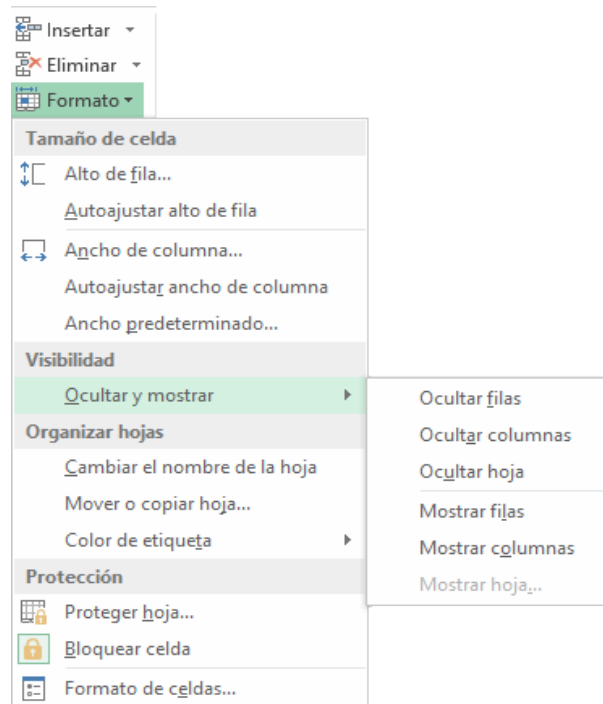 Insertar
Eliminar
Formato
Tamaño de celda
Alto de fila...
Autoajustar alto de fila
Ancho de columna...
Autoajustar ancho de columna
Ancho predeterminado...
Visibilidad
Ocultar y mostrar
Ocultar filas
Ocultar columnas
Ocultar hoja
Mostrar filas
Mostrar columnas
Mostrar hoja...
Organizar hojas
Cambiar el nombre de la hoja
Mover o copiar hoja...
Color de etiqueta
Protección
Proteger hoja...
Bloquear celda
Formato de celdas...